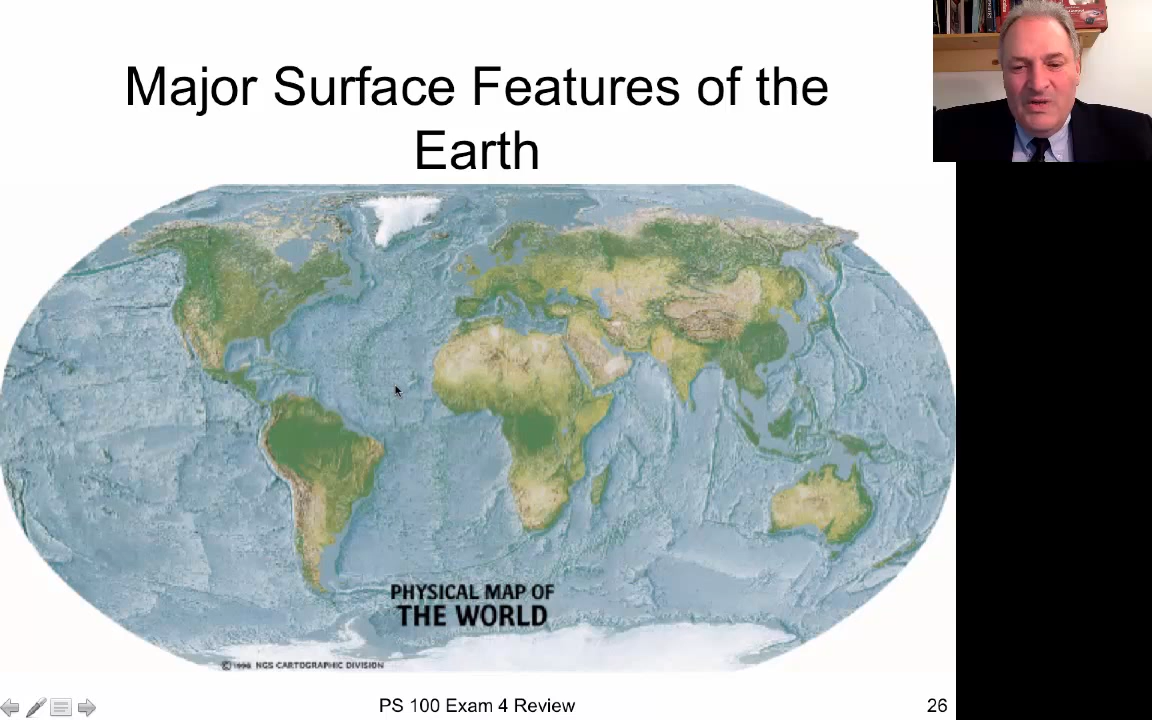 Major Surface Features of the
Earth
PHYSICAL MAP OF
THE WORLD
© 1998 NGS CARTOGRAPHIC DIVISION
PS 100 Exam 4 Review
26